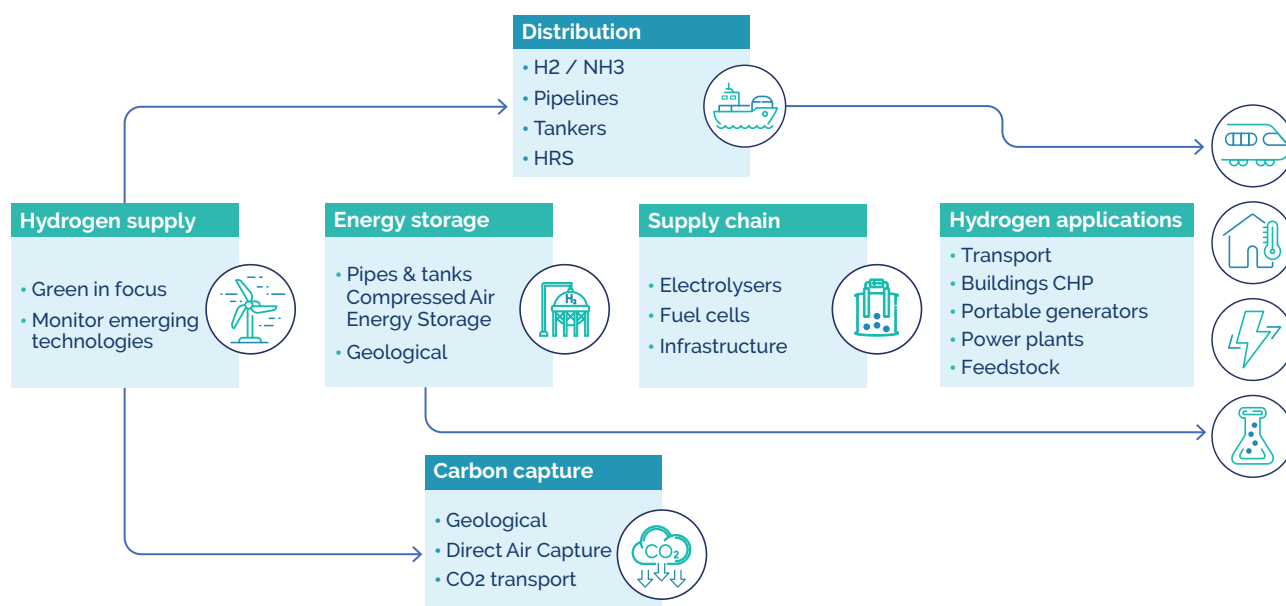 Distribution
• H2 / NH3
• Pipelines
• Tankers
• HRS
Hydrogen supply
• Green in focus
• Monitor emerging
technologies
Energy storage
• Pipes & tanks
Compressed Air
Energy Storage
• Geological
H2
Supply chain
• Electrolysers
• Fuel cells
• Infrastructure
Hydrogen applications
• Transport
• Buildings CHP
• Portable generators
• Power plants
• Feedstock
Carbon capture
• Geological
• Direct Air Capture
• CO2 transport
CO2